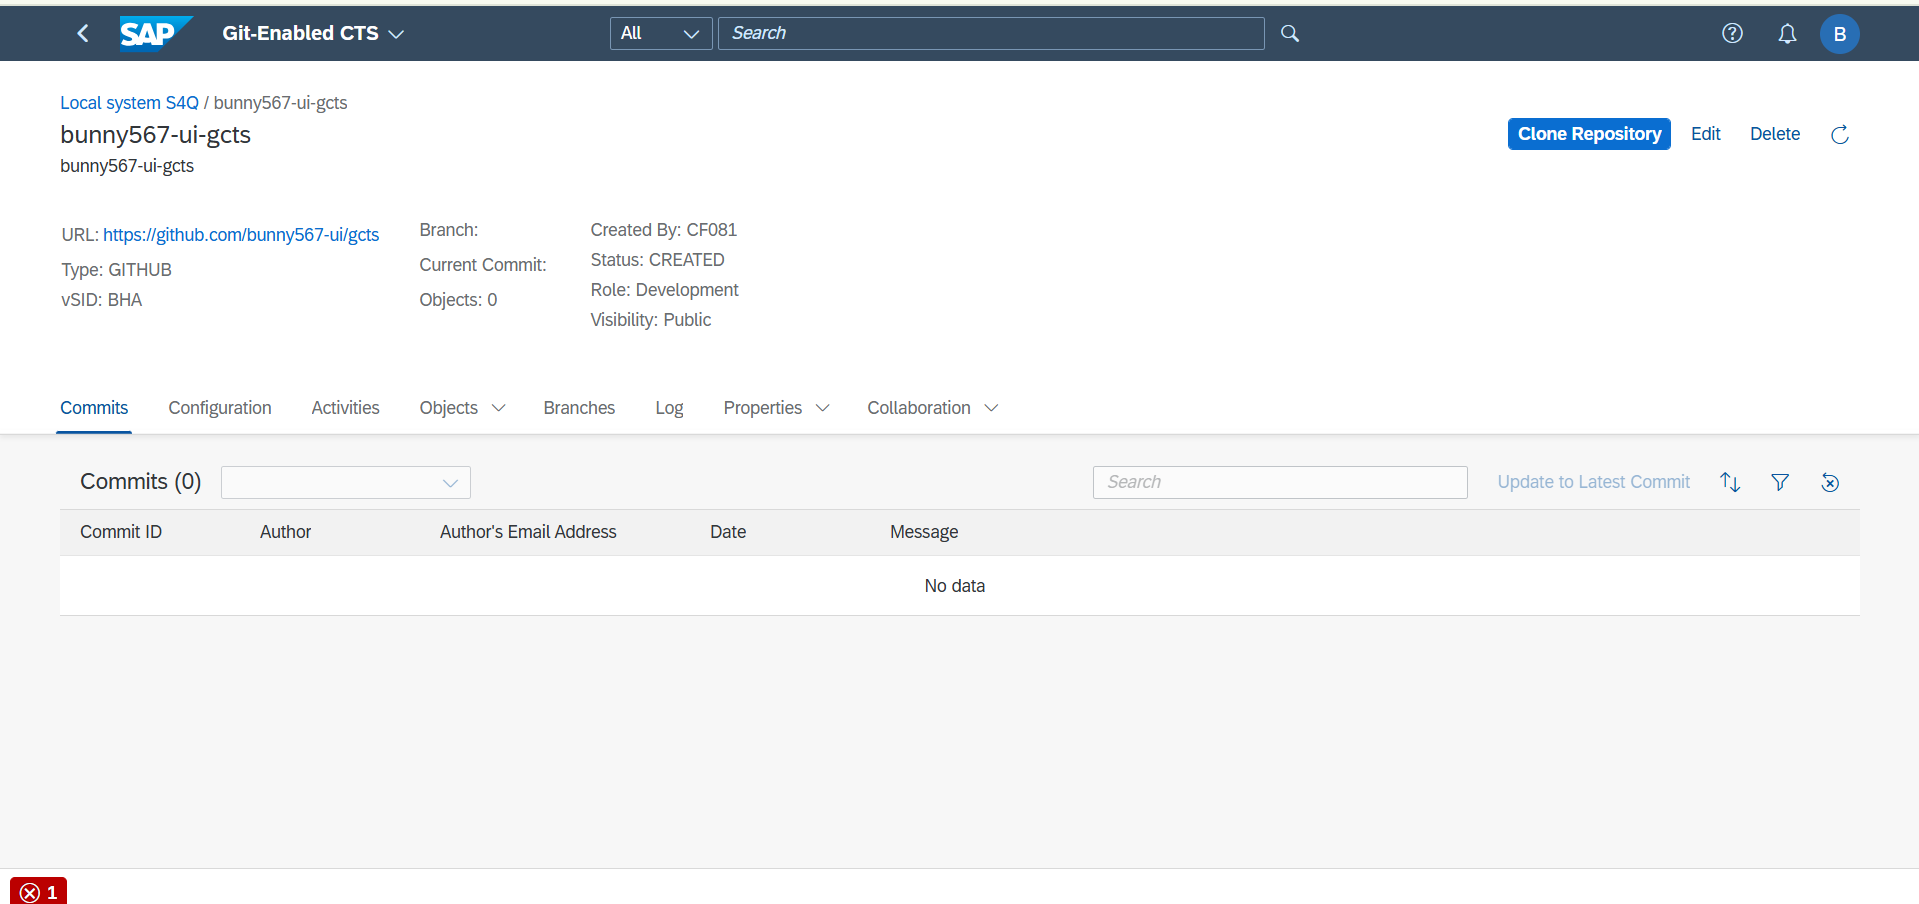 SAP Git-Enabled CTS All Search B
Local system S4Q / bunny567-ui-gcts
bunny567-ui-gcts
Clone Repository Edit Delete
bunny567-ui-gcts
URL: https://github.com/bunny567-ui/gcts
Type: GITHUB
vSID: BHA
Branch:
Current Commit:
Objects: 0
Created By: CF081
Status: CREATED
Role: Development
Visibility: Public
Commits Configuration Activities Objects Branches Log Properties Collaboration
Commits (0) Search Update to Latest Commit
Commit ID Author Author's Email Address Date Message
No data
1